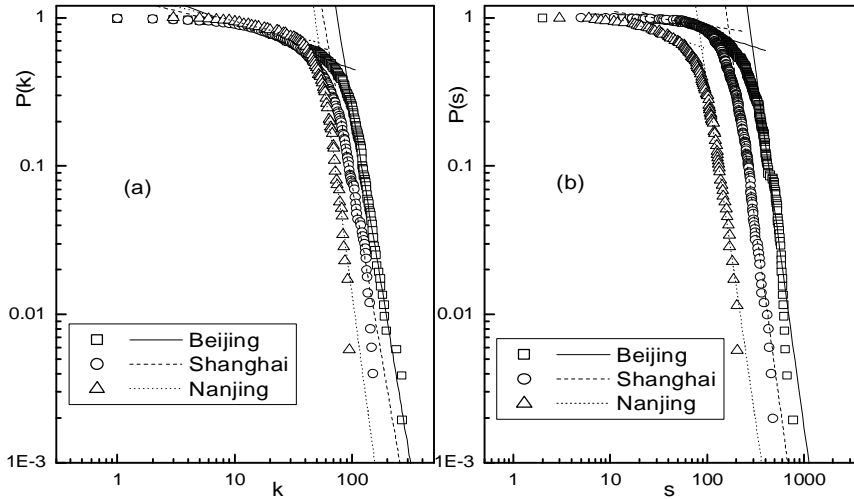 1
0.1
0.01
1E-3
P(k)
(a)
Beijing
Shanghai
Nanjing
1 10 100
k
1
0.1
0.01
1E-3
P(s)
(b)
Beijing
Shanghai
Nanjing
1 10 100 1000
s